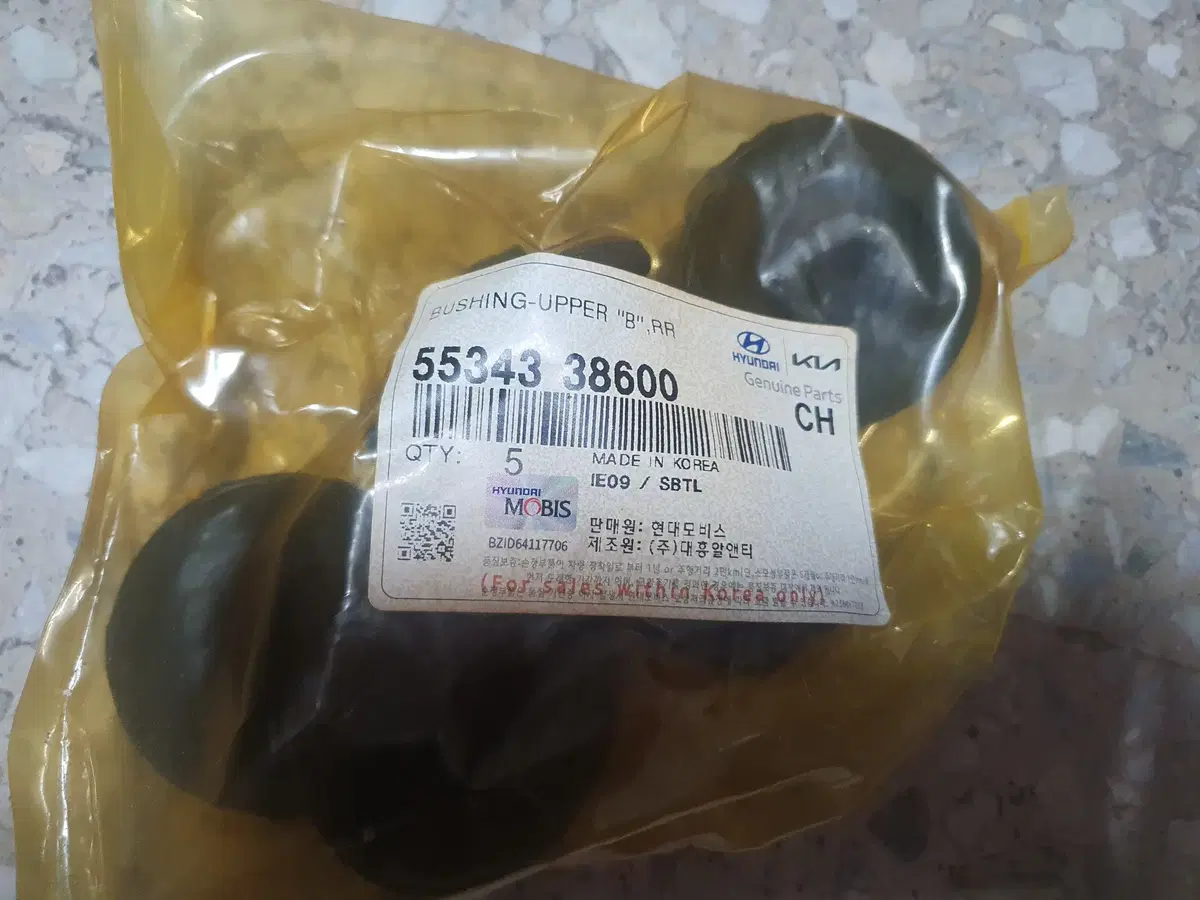 BUSHING-UPPER "B",RR
HYUNDAI KIA
Genuine Parts
55343 38600
CH
QTY: 5
MADE IN KOREA
IE09 / SBTL
HYUNDAI
MOBIS
BZID64117706
판매원: 현대모비스
제조원: (주)대흥알앤티
(For sales within Korea only)